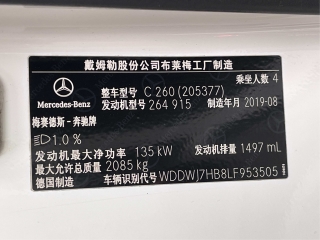 戴姆勒股份公司布莱梅工厂制造
整车型号 C 260 (205377) 乘坐人数 4
Mercedes-Benz 发动机型号 264 915 制造年月 2019-08
梅赛德斯-奔驰牌
1.0 %
发动机最大净功率 135 kW 发动机排量 1497 mL
最大允许总质量 2085 kg
德国制造 车辆识别代号 WDDWJ7HB8LF953505